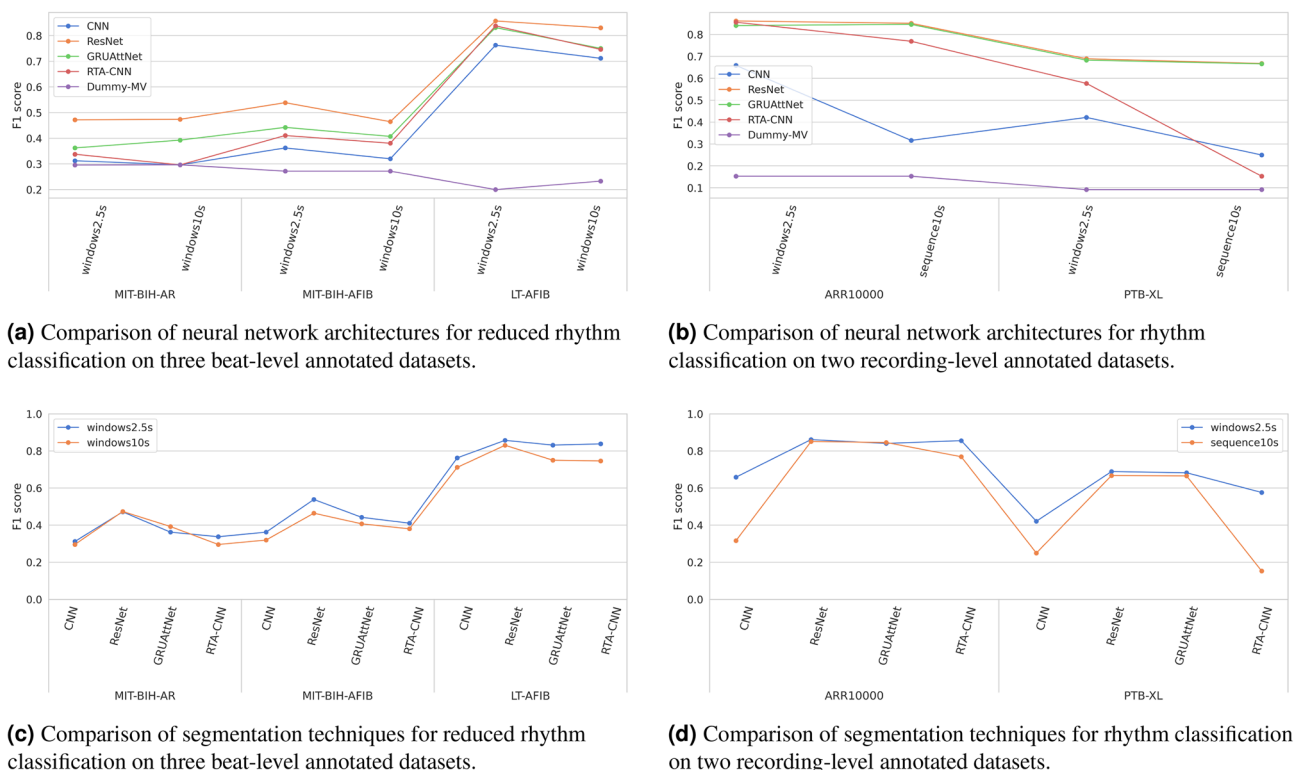 0.8
0.7
0.6
0.5
0.4
0.3
0.2
F1 score
CNN
ResNet
GRUAttNet
RTA-CNN
Dummy-MV
windows2.5s
windows10s
windows2.5s
windows10s
windows2.5s
windows10s
MIT-BIH-AR
MIT-BIH-AFIB
LT-AFIB
(a) Comparison of neural network architectures for reduced rhythm
classification on three beat-level annotated datasets.
0.8
0.7
0.6
0.5
0.4
0.3
0.2
0.1
F1 score
CNN
ResNet
GRUAttNet
RTA-CNN
Dummy-MV
windows2.5s
sequence10s
windows2.5s
sequence10s
ARR10000
PTB-XL
(b) Comparison of neural network architectures for rhythm
classification on two recording-level annotated datasets.
1.0
0.8
0.6
0.4
0.2
0.0
F1 score
windows2.5s
windows10s
CNN
ResNet
GRUAttNet
RTA-CNN
CNN
ResNet
GRUAttNet
RTA-CNN
CNN
ResNet
GRUAttNet
RTA-CNN
MIT-BIH-AR
MIT-BIH-AFIB
LT-AFIB
(c) Comparison of segmentation techniques for reduced rhythm
classification on three beat-level annotated datasets.
1.0
0.8
0.6
0.4
0.2
0.0
F1 score
windows2.5s
sequence10s
CNN
ResNet
GRUAttNet
RTA-CNN
CNN
ResNet
GRUAttNet
RTA-CNN
ARR10000
PTB-XL
(d) Comparison of segmentation techniques for rhythm classification
on two recording-level annotated datasets.